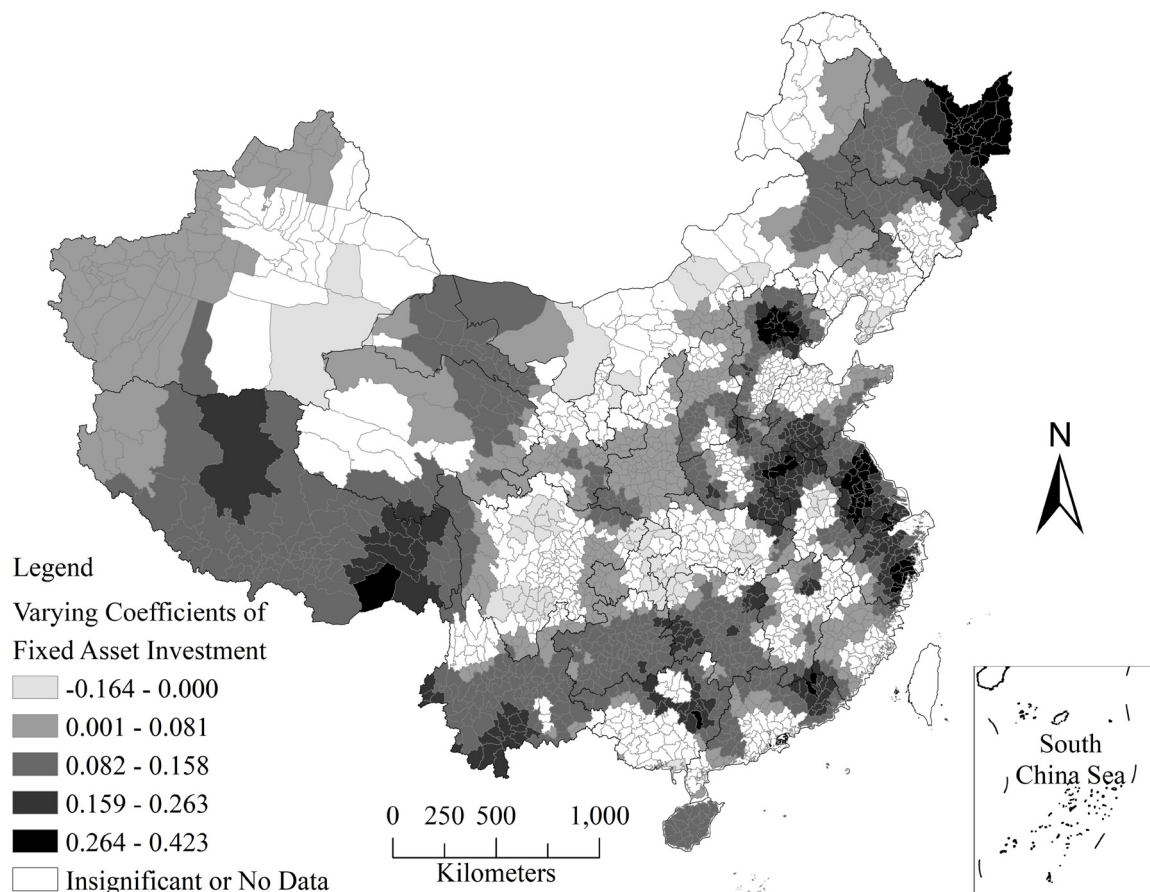 N
Legend
Varying Coefficients of
Fixed Asset Investment
-0.164 - 0.000
0.001 - 0.081
0.082 - 0.158
0.159 - 0.263
0.264 - 0.423
Insignificant or No Data
0 250 500 1,000
Kilometers
South
China Sea